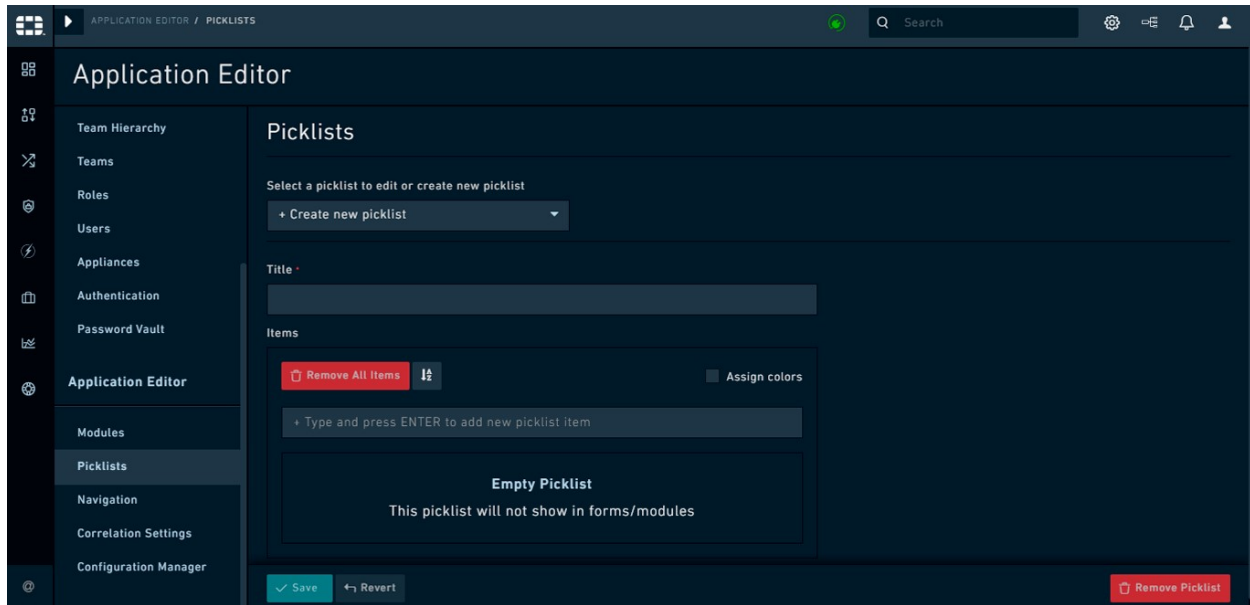 APPLICATION EDITOR / PICKLISTS
Search
Application Editor
Team Hierarchy
Teams
Roles
Users
Appliances
Authentication
Password Vault
Application Editor
Modules
Picklists
Navigation
Correlation Settings
Configuration Manager
@
Picklists
Select a picklist to edit or create new picklist
+ Create new picklist
Title •
Items
Remove All Items
Assign colors
+ Type and press ENTER to add new picklist item
Empty Picklist
This picklist will not show in forms/modules
Save
Revert
Remove Picklist